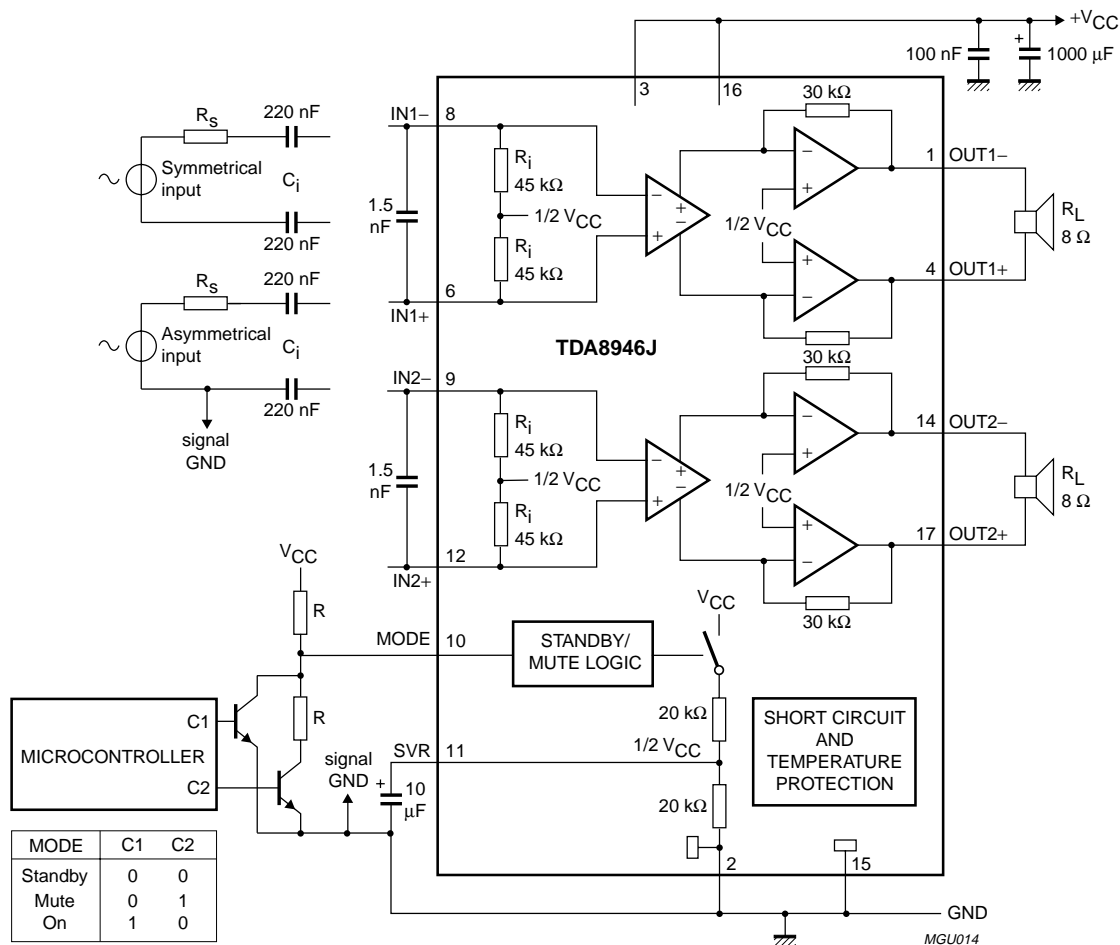 +VCC
100 nF
+
1000 μF
3
16
30 kΩ
220 nF
RS
Symmetrical
input
Ci
220 nF
IN1−
8
Ri
45 kΩ
1.5
nF
1/2 VCC
Ri
45 kΩ
6
IN1+
−
+
−
+
−
+
1/2 VCC
+
−
30 kΩ
1
OUT1−
RL
8 Ω
4
OUT1+
220 nF
RS
Asymmetrical
input
Ci
220 nF
signal
GND
TDA8946J
IN2−
9
Ri
45 kΩ
1.5
nF
1/2 VCC
Ri
45 kΩ
12
IN2+
−
+
−
+
30 kΩ
−
+
1/2 VCC
+
−
30 kΩ
14
OUT2−
RL
8 Ω
17
OUT2+
VCC
R
MODE
10
STANDBY/
MUTE LOGIC
VCC
R
C1
MICROCONTROLLER
C2
SVR
11
signal
GND
+
10
μF
20 kΩ
1/2 VCC
20 kΩ
SHORT CIRCUIT
AND
TEMPERATURE
PROTECTION
2
15
GND
MODE C1 C2
Standby 0 0
Mute 0 1
On 1 0
MGU014